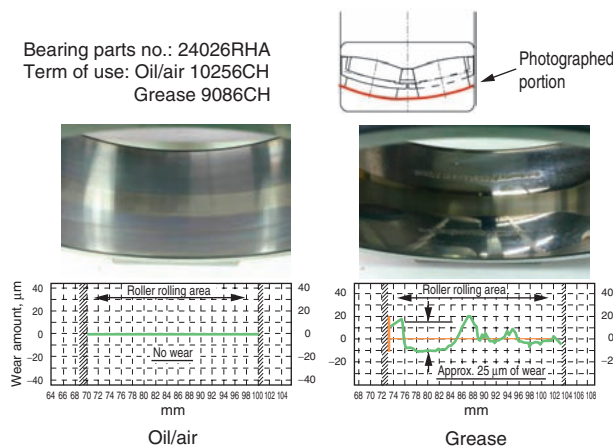 Bearing parts no.: 24026RHA
Term of use: Oil/air 10256CH
Grease 9086CH
Photographed
portion
Wear amount, μm
40
20
0
−20
−40
Roller rolling area
No wear
40
20
0
−20
−40
64 66 68 70 72 74 76 78 80 82 84 86 88 90 92 94 96 98 100 104
mm
Oil/air
40
20
0
−20
Roller rolling area
Approx. 25 μm of wear
40
20
0
−20
68 70 72 74 76 78 80 82 84 86 88 90 92 94 96 98 100 102 104 108
mm
Grease